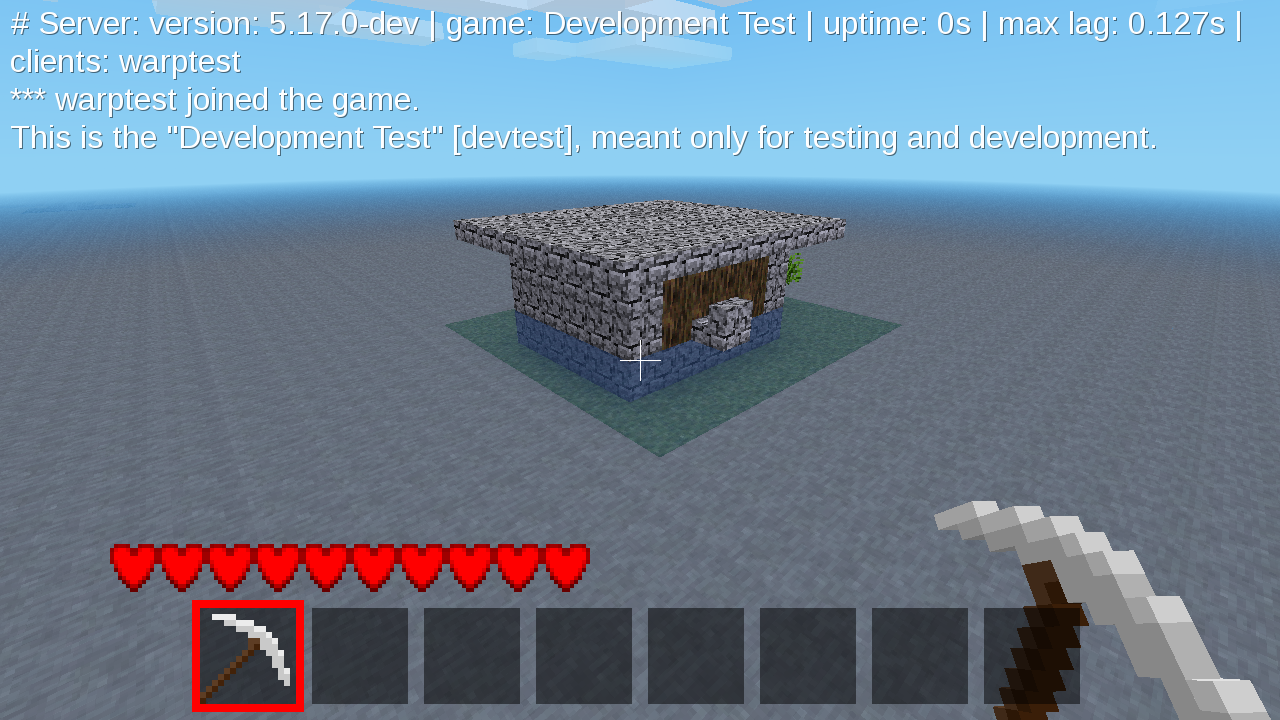 # Server: version: 5.17.0-dev | game: Development Test | uptime: 0s | max lag: 0.127s |
clients: warptest
*** warptest joined the game.
This is the "Development Test" [devtest], meant only for testing and development.